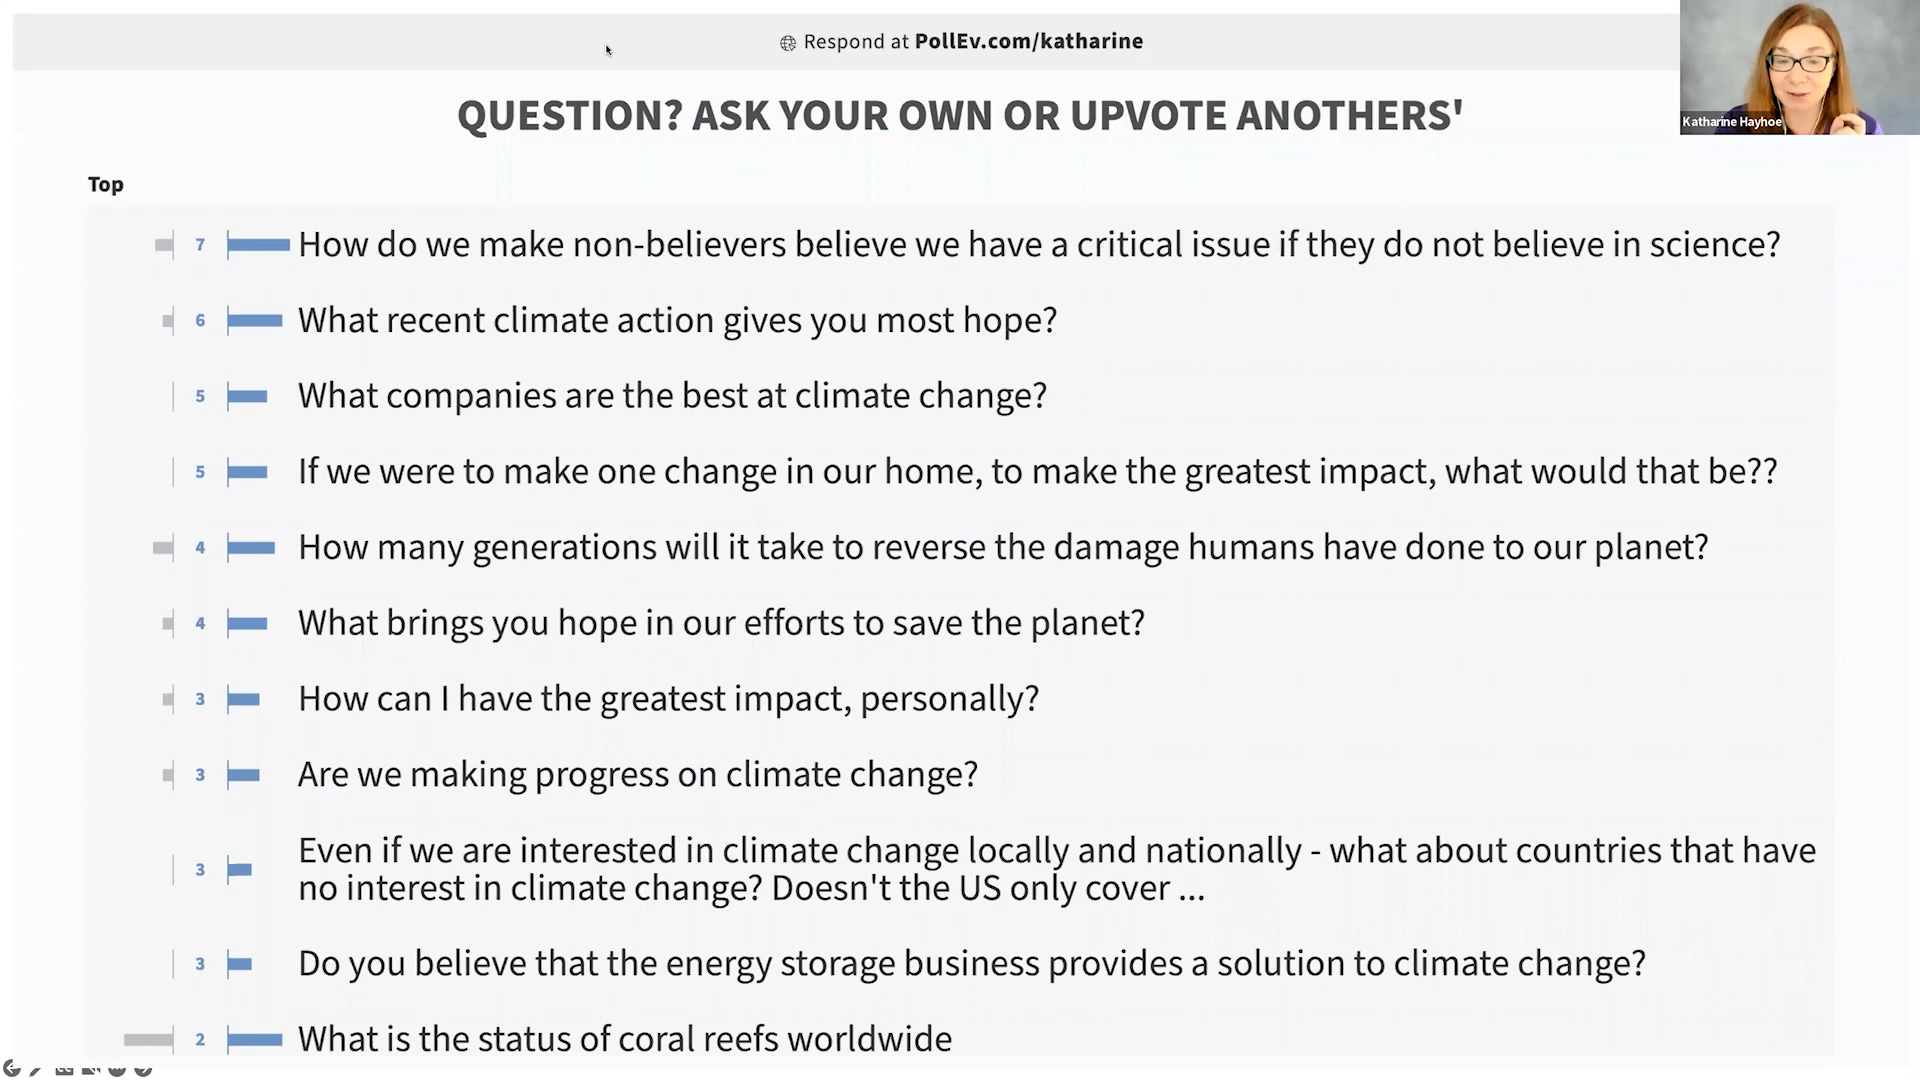 Respond at PollEv.com/katharine
Katharine Hayhoe
QUESTION? ASK YOUR OWN OR UPVOTE ANOTHERS'
Top
7 How do we make non-believers believe we have a critical issue if they do not believe in science?
6 What recent climate action gives you most hope?
5 What companies are the best at climate change?
5 If we were to make one change in our home, to make the greatest impact, what would that be??
4 How many generations will it take to reverse the damage humans have done to our planet?
4 What brings you hope in our efforts to save the planet?
3 How can I have the greatest impact, personally?
3 Are we making progress on climate change?
3 Even if we are interested in climate change locally and nationally - what about countries that have
no interest in climate change? Doesn't the US only cover ...
3 Do you believe that the energy storage business provides a solution to climate change?
2 What is the status of coral reefs worldwide